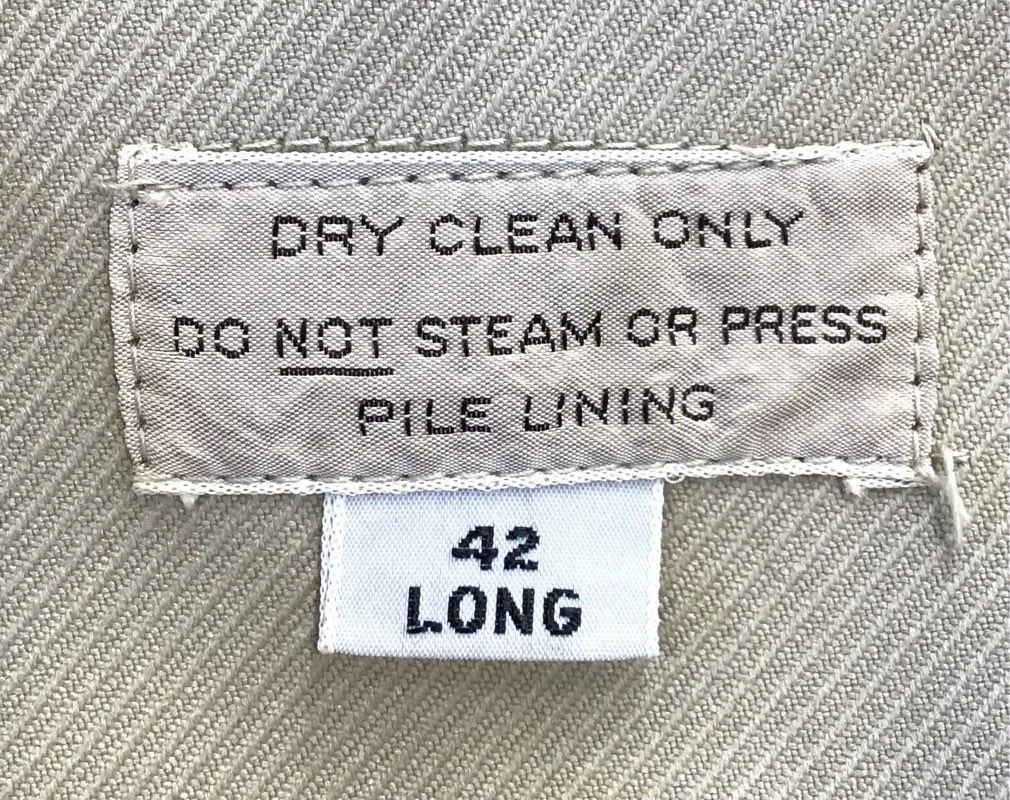 DRY CLEAN ONLY
DO NOT STEAM OR PRESS
PILE LINING
42
LONG